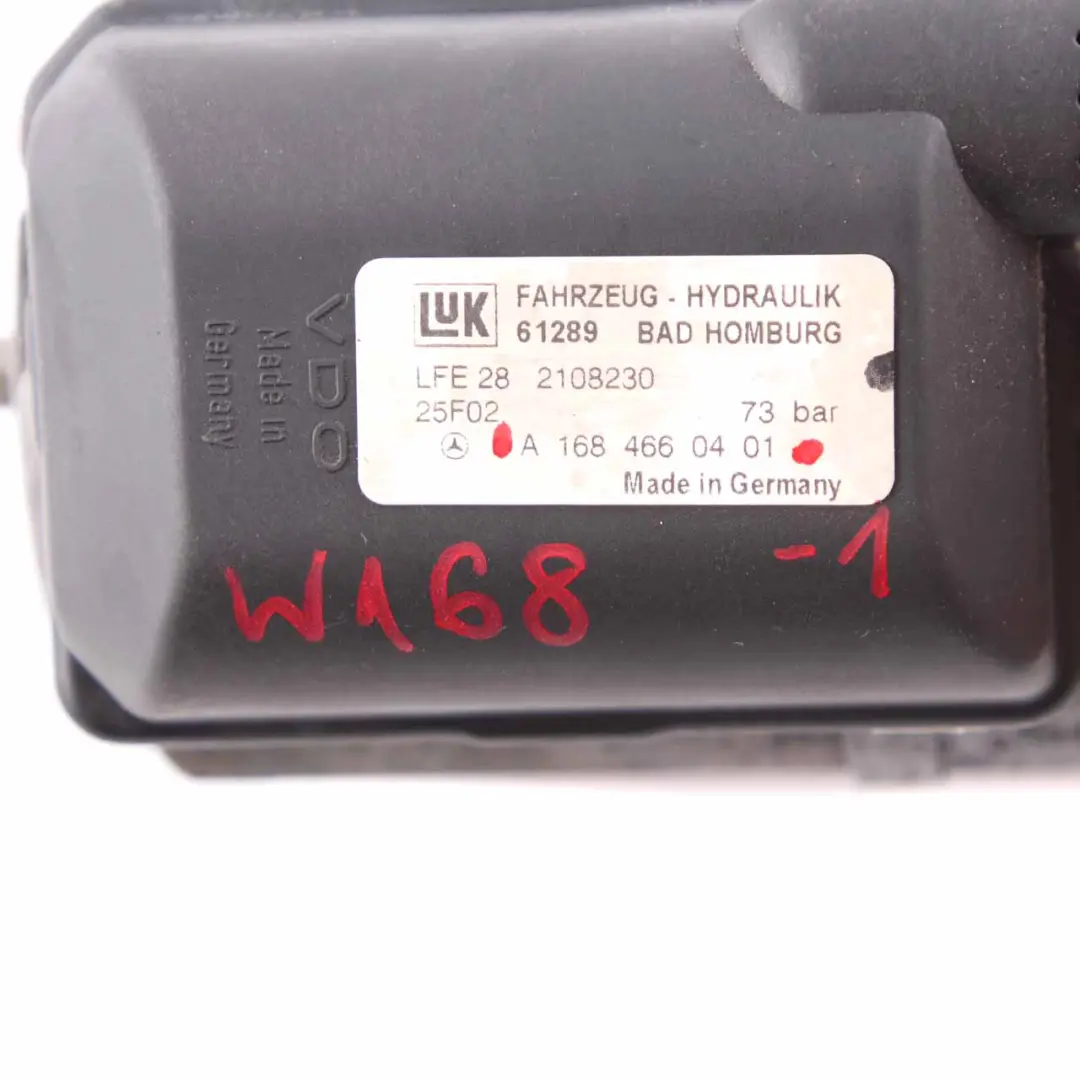 LUK FAHRZEUG - HYDRAULIK
61289 BAD HOMBURG
LFE 28 2108230
25F02 73 bar
A 168 466 04 01
Made in Germany
VDO
Made in
Germany
W168 -1